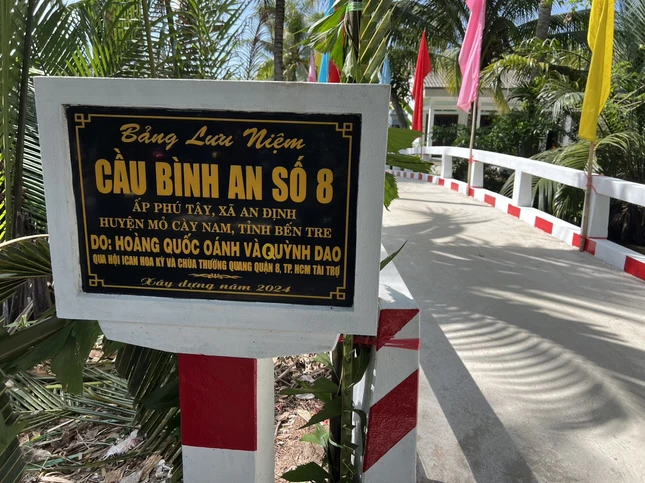 Bảng Lưu Niệm
CẦU BÌNH AN SỐ 8
ẤP PHÚ TÂY, XÃ AN ĐỊNH
HUYỆN MỎ CÀY NAM, TỈNH BẾN TRE
DO: HOÀNG QUỐC OÁNH VÀ QUỲNH DAO
QUA HỘI ICAN HOA KỲ VÀ CHÙA THƯỜNG QUANG QUẬN 8, TP. HCM TÀI TRỢ
Xây dựng năm 2024